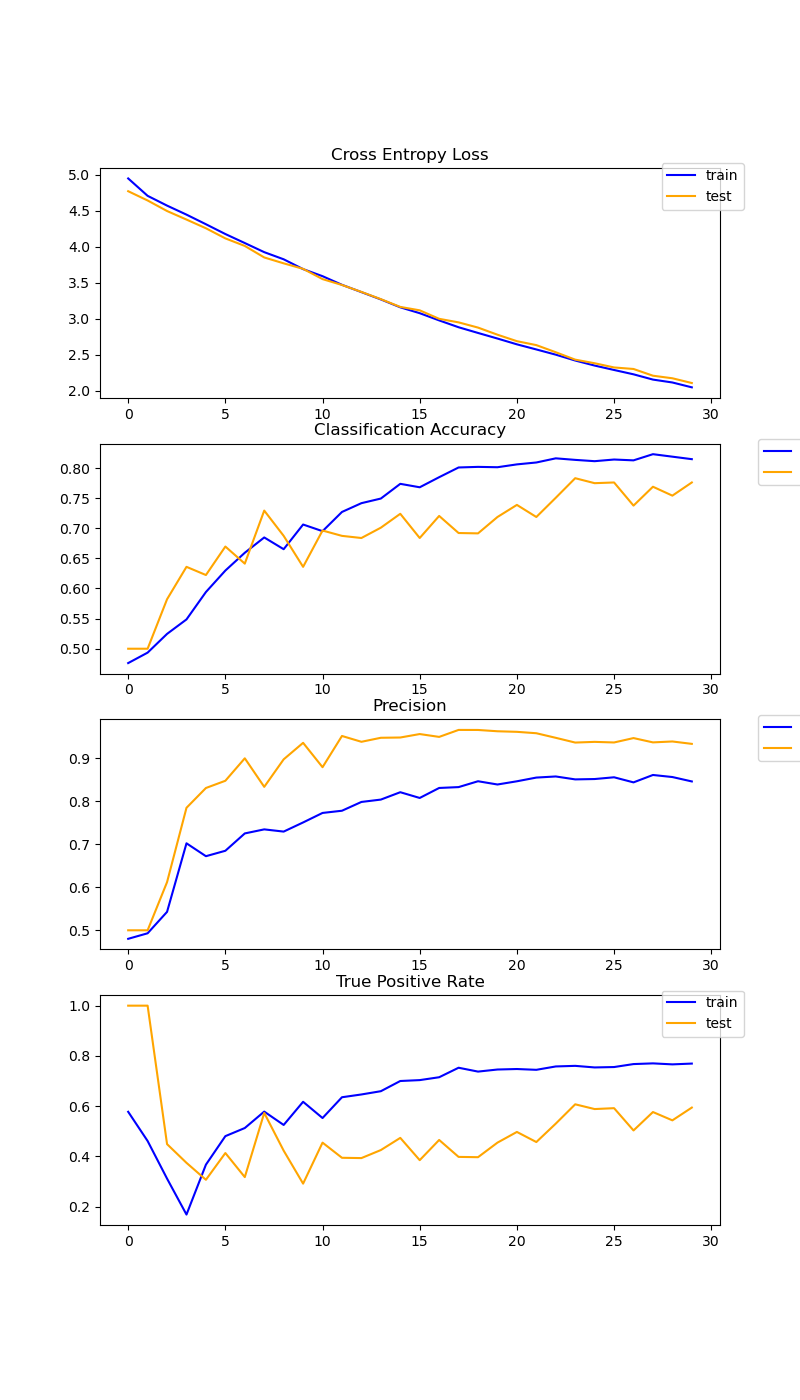 Cross Entropy Loss
train
test
5.0
4.5
4.0
3.5
3.0
2.5
2.0
0 5 10 15 20 25 30
Classification Accuracy
0.80
0.75
0.70
0.65
0.60
0.55
0.50
0 5 10 15 20 25 30
Precision
0.9
0.8
0.7
0.6
0.5
0 5 10 15 20 25 30
True Positive Rate
train
test
1.0
0.8
0.6
0.4
0.2
0 5 10 15 20 25 30